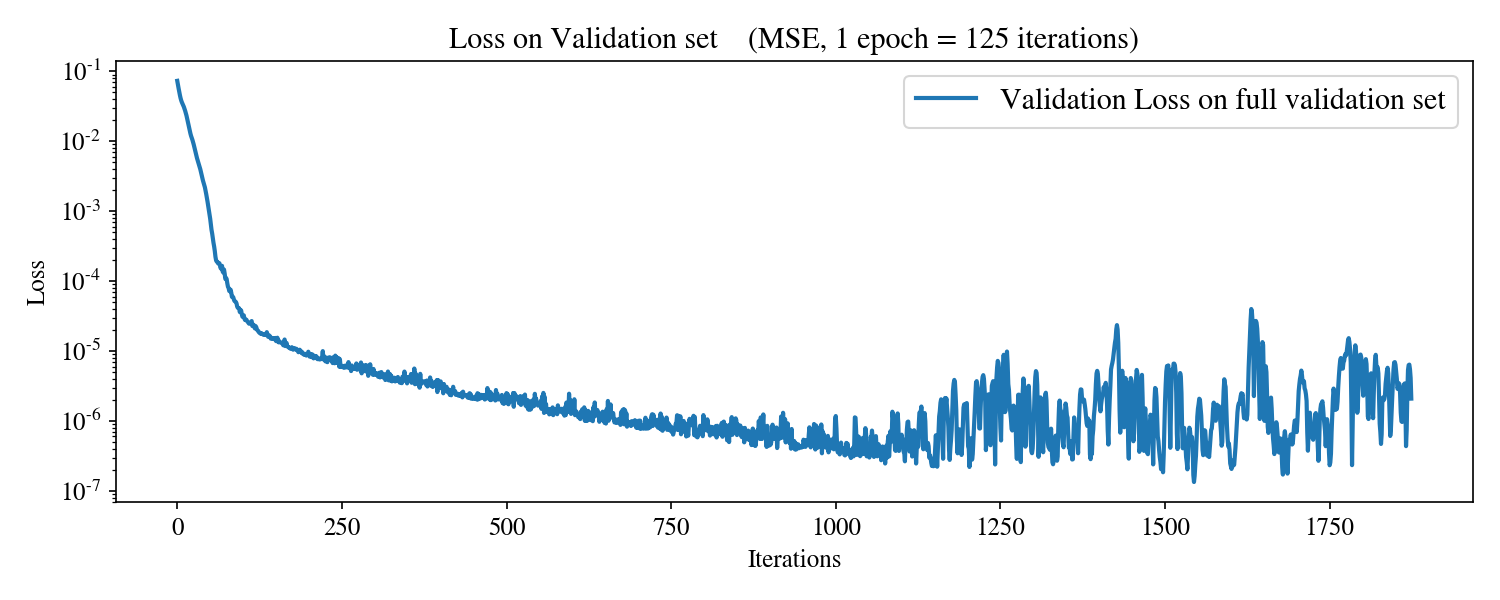 Loss on Validation set (MSE, 1 epoch = 125 iterations)
Validation Loss on full validation set
Loss
10^-1
10^-2
10^-3
10^-4
10^-5
10^-6
10^-7
0 250 500 750 1000 1250 1500 1750
Iterations